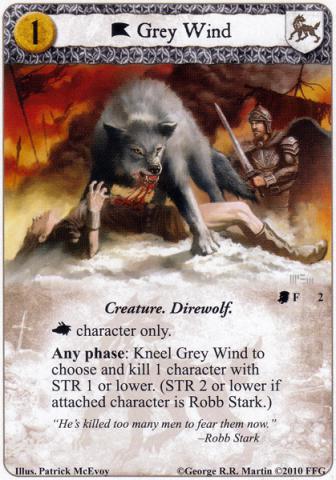 1
Grey Wind
F 2
Creature. Direwolf.
character only.
Any phase: Kneel Grey Wind to
choose and kill 1 character with
STR 1 or lower. (STR 2 or lower if
attached character is Robb Stark.)
"He's killed too many men to fear them now."
–Robb Stark
Illus. Patrick McEvoy ©George R.R. Martin ©2010 FFG